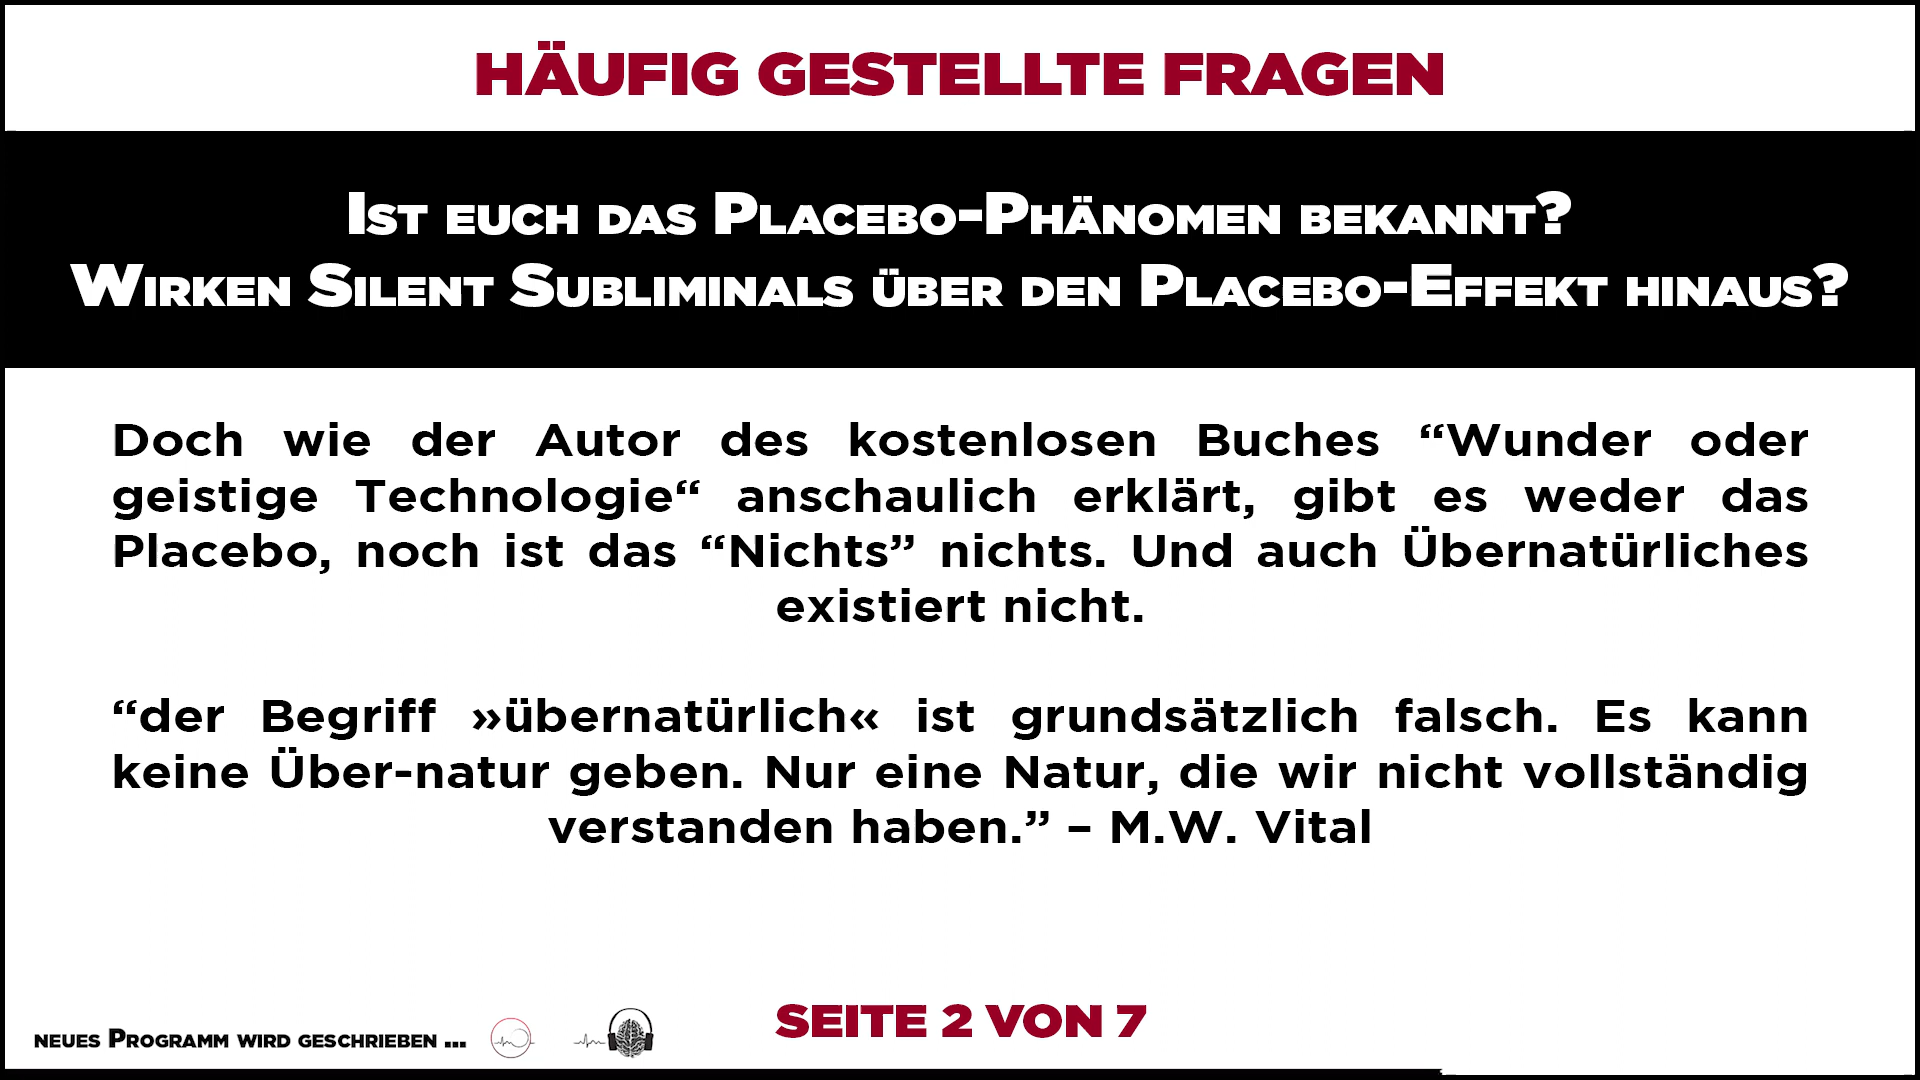 HÄUFIG GESTELLTE FRAGEN
Ist euch das Placebo-Phänomen bekannt?
Wirken Silent Subliminals über den Placebo-Effekt hinaus?
Doch wie der Autor des kostenlosen Buches “Wunder oder
geistige Technologie“ anschaulich erklärt, gibt es weder das
Placebo, noch ist das “Nichts” nichts. Und auch Übernatürliches
existiert nicht.
“der Begriff »übernatürlich« ist grundsätzlich falsch. Es kann
keine Über-natur geben. Nur eine Natur, die wir nicht vollständig
verstanden haben.” – M.W. Vital
neues Programm wird geschrieben ...
SEITE 2 VON 7